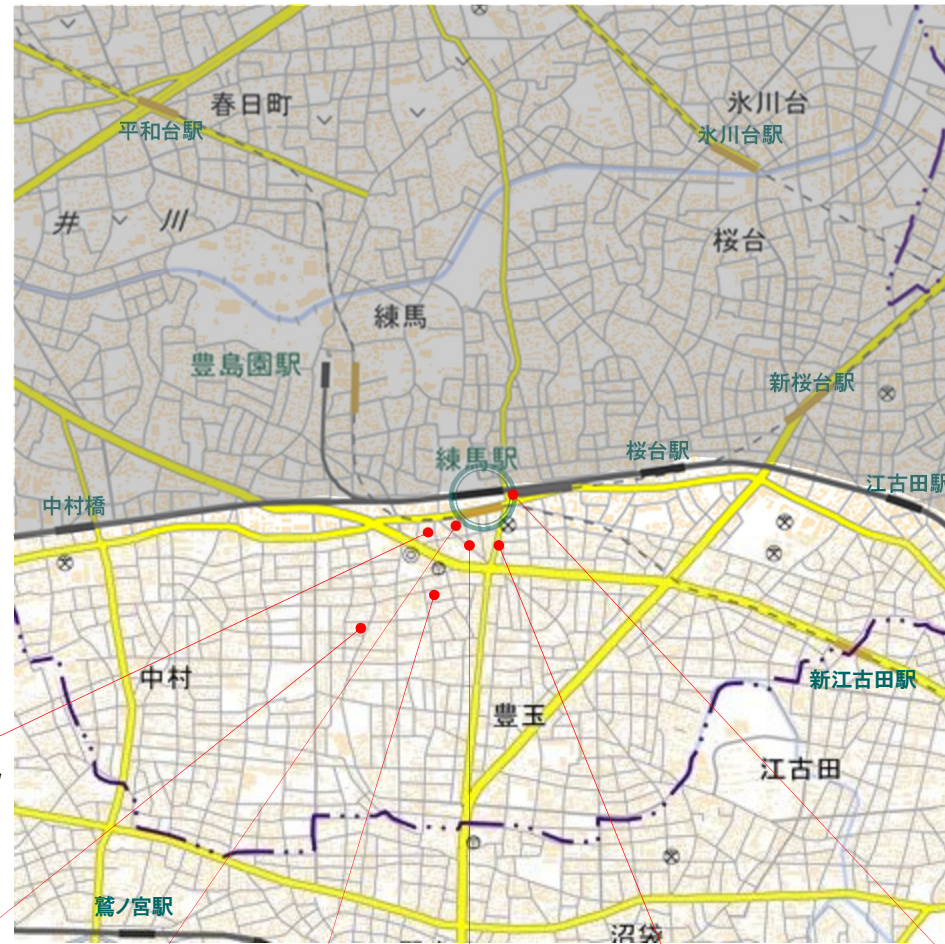 春日町
氷川台
平和台駅
氷川台駅
井
川
桜台
練馬
豊島園駅
新桜台駅
練馬駅
桜台駅
江古田駅
中村橋
中村
新江古田駅
豊玉
江古田
鷺ノ宮駅
沼袋